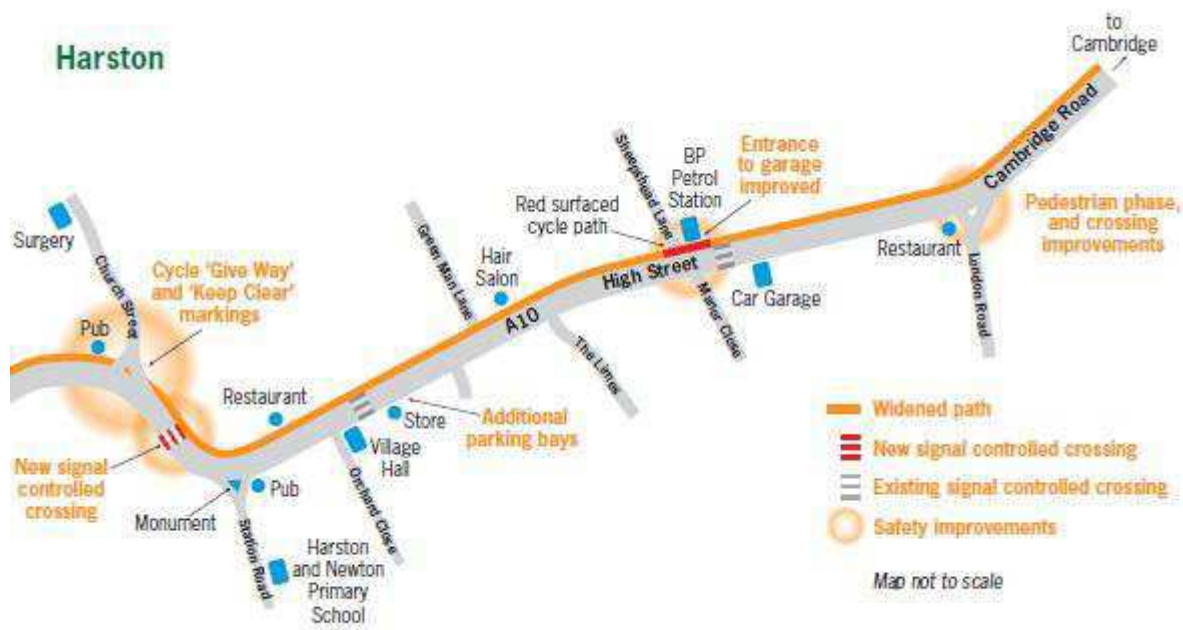 Harston
to
Cambridge
Cambridge Road
Sheepshead Lane
BP
Petrol
Station
Entrance
to garage
improved
Red surfaced
cycle path
Pedestrian phase,
and crossing
improvements
Restaurant
London Road
Surgery
Church Street
Cycle 'Give Way'
and 'Keep Clear'
markings
Pub
Green Man Lane
Hair
Salon
High Street
A10
Manor Close
Car Garage
The Limes
Restaurant
Store
Additional
parking bays
Village
Hall
Orchard Close
New signal
controlled
crossing
Monument
Pub
Station Road
Harston
and Newton
Primary
School
Widened path
New signal controlled crossing
Existing signal controlled crossing
Safety improvements
Map not to scale